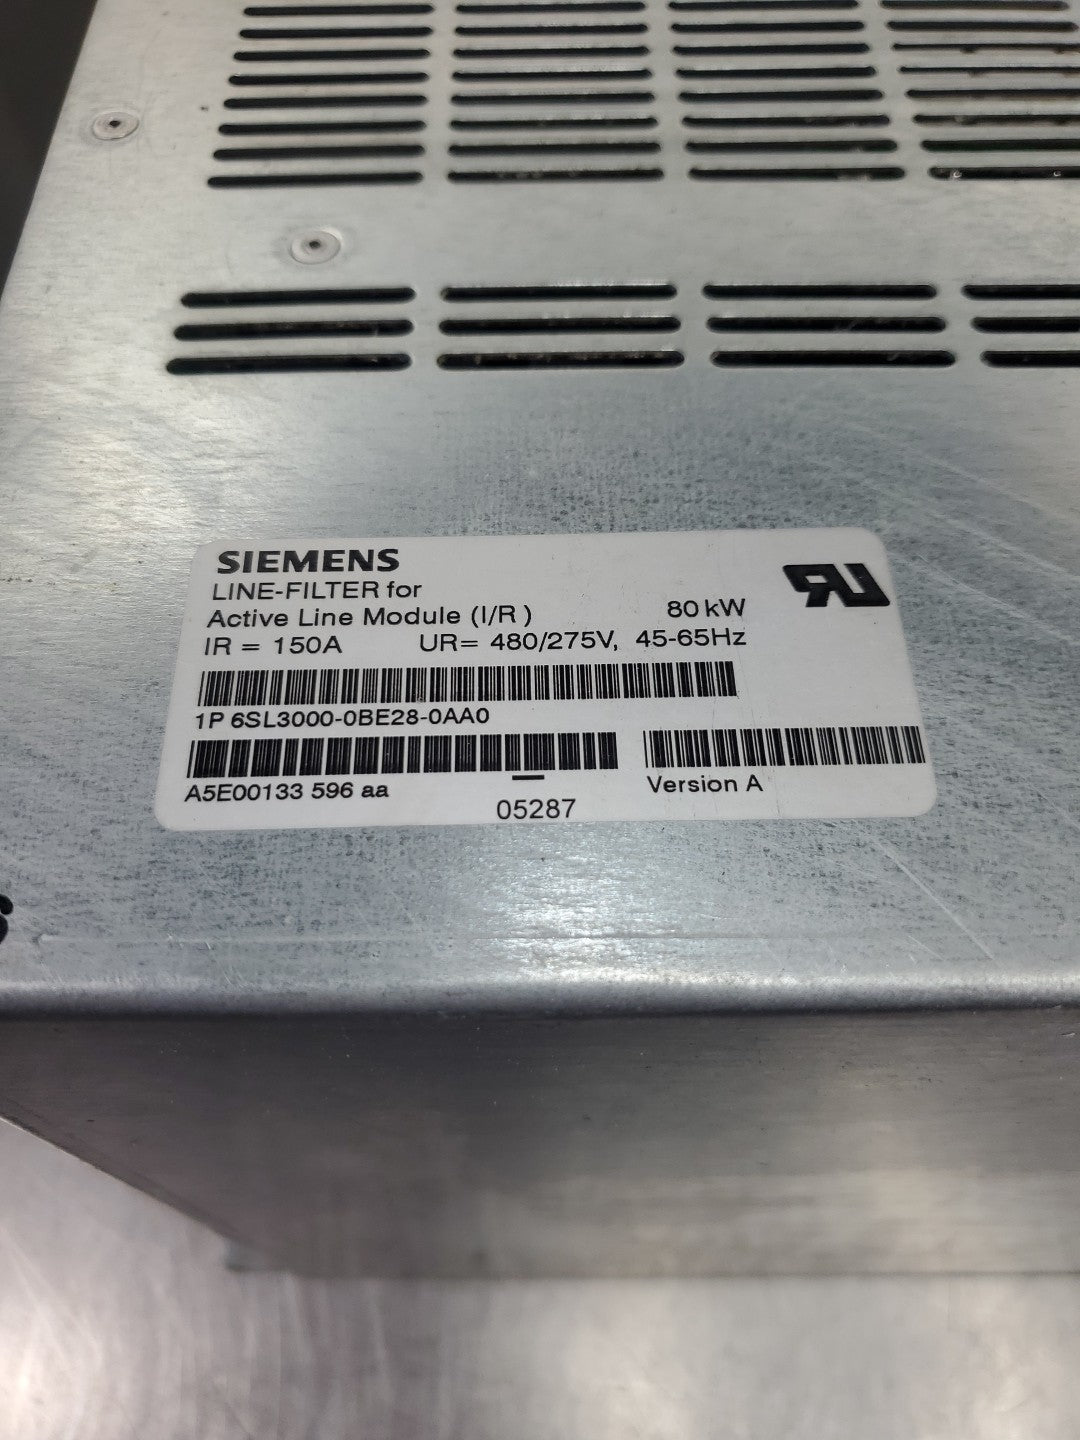 SIEMENS
LINE-FILTER for
Active Line Module (I/R ) 80 kW
IR = 150A UR= 480/275V, 45-65Hz
1P 6SL3000-0BE28-0AA0
A5E00133 596 aa
Version A
05287